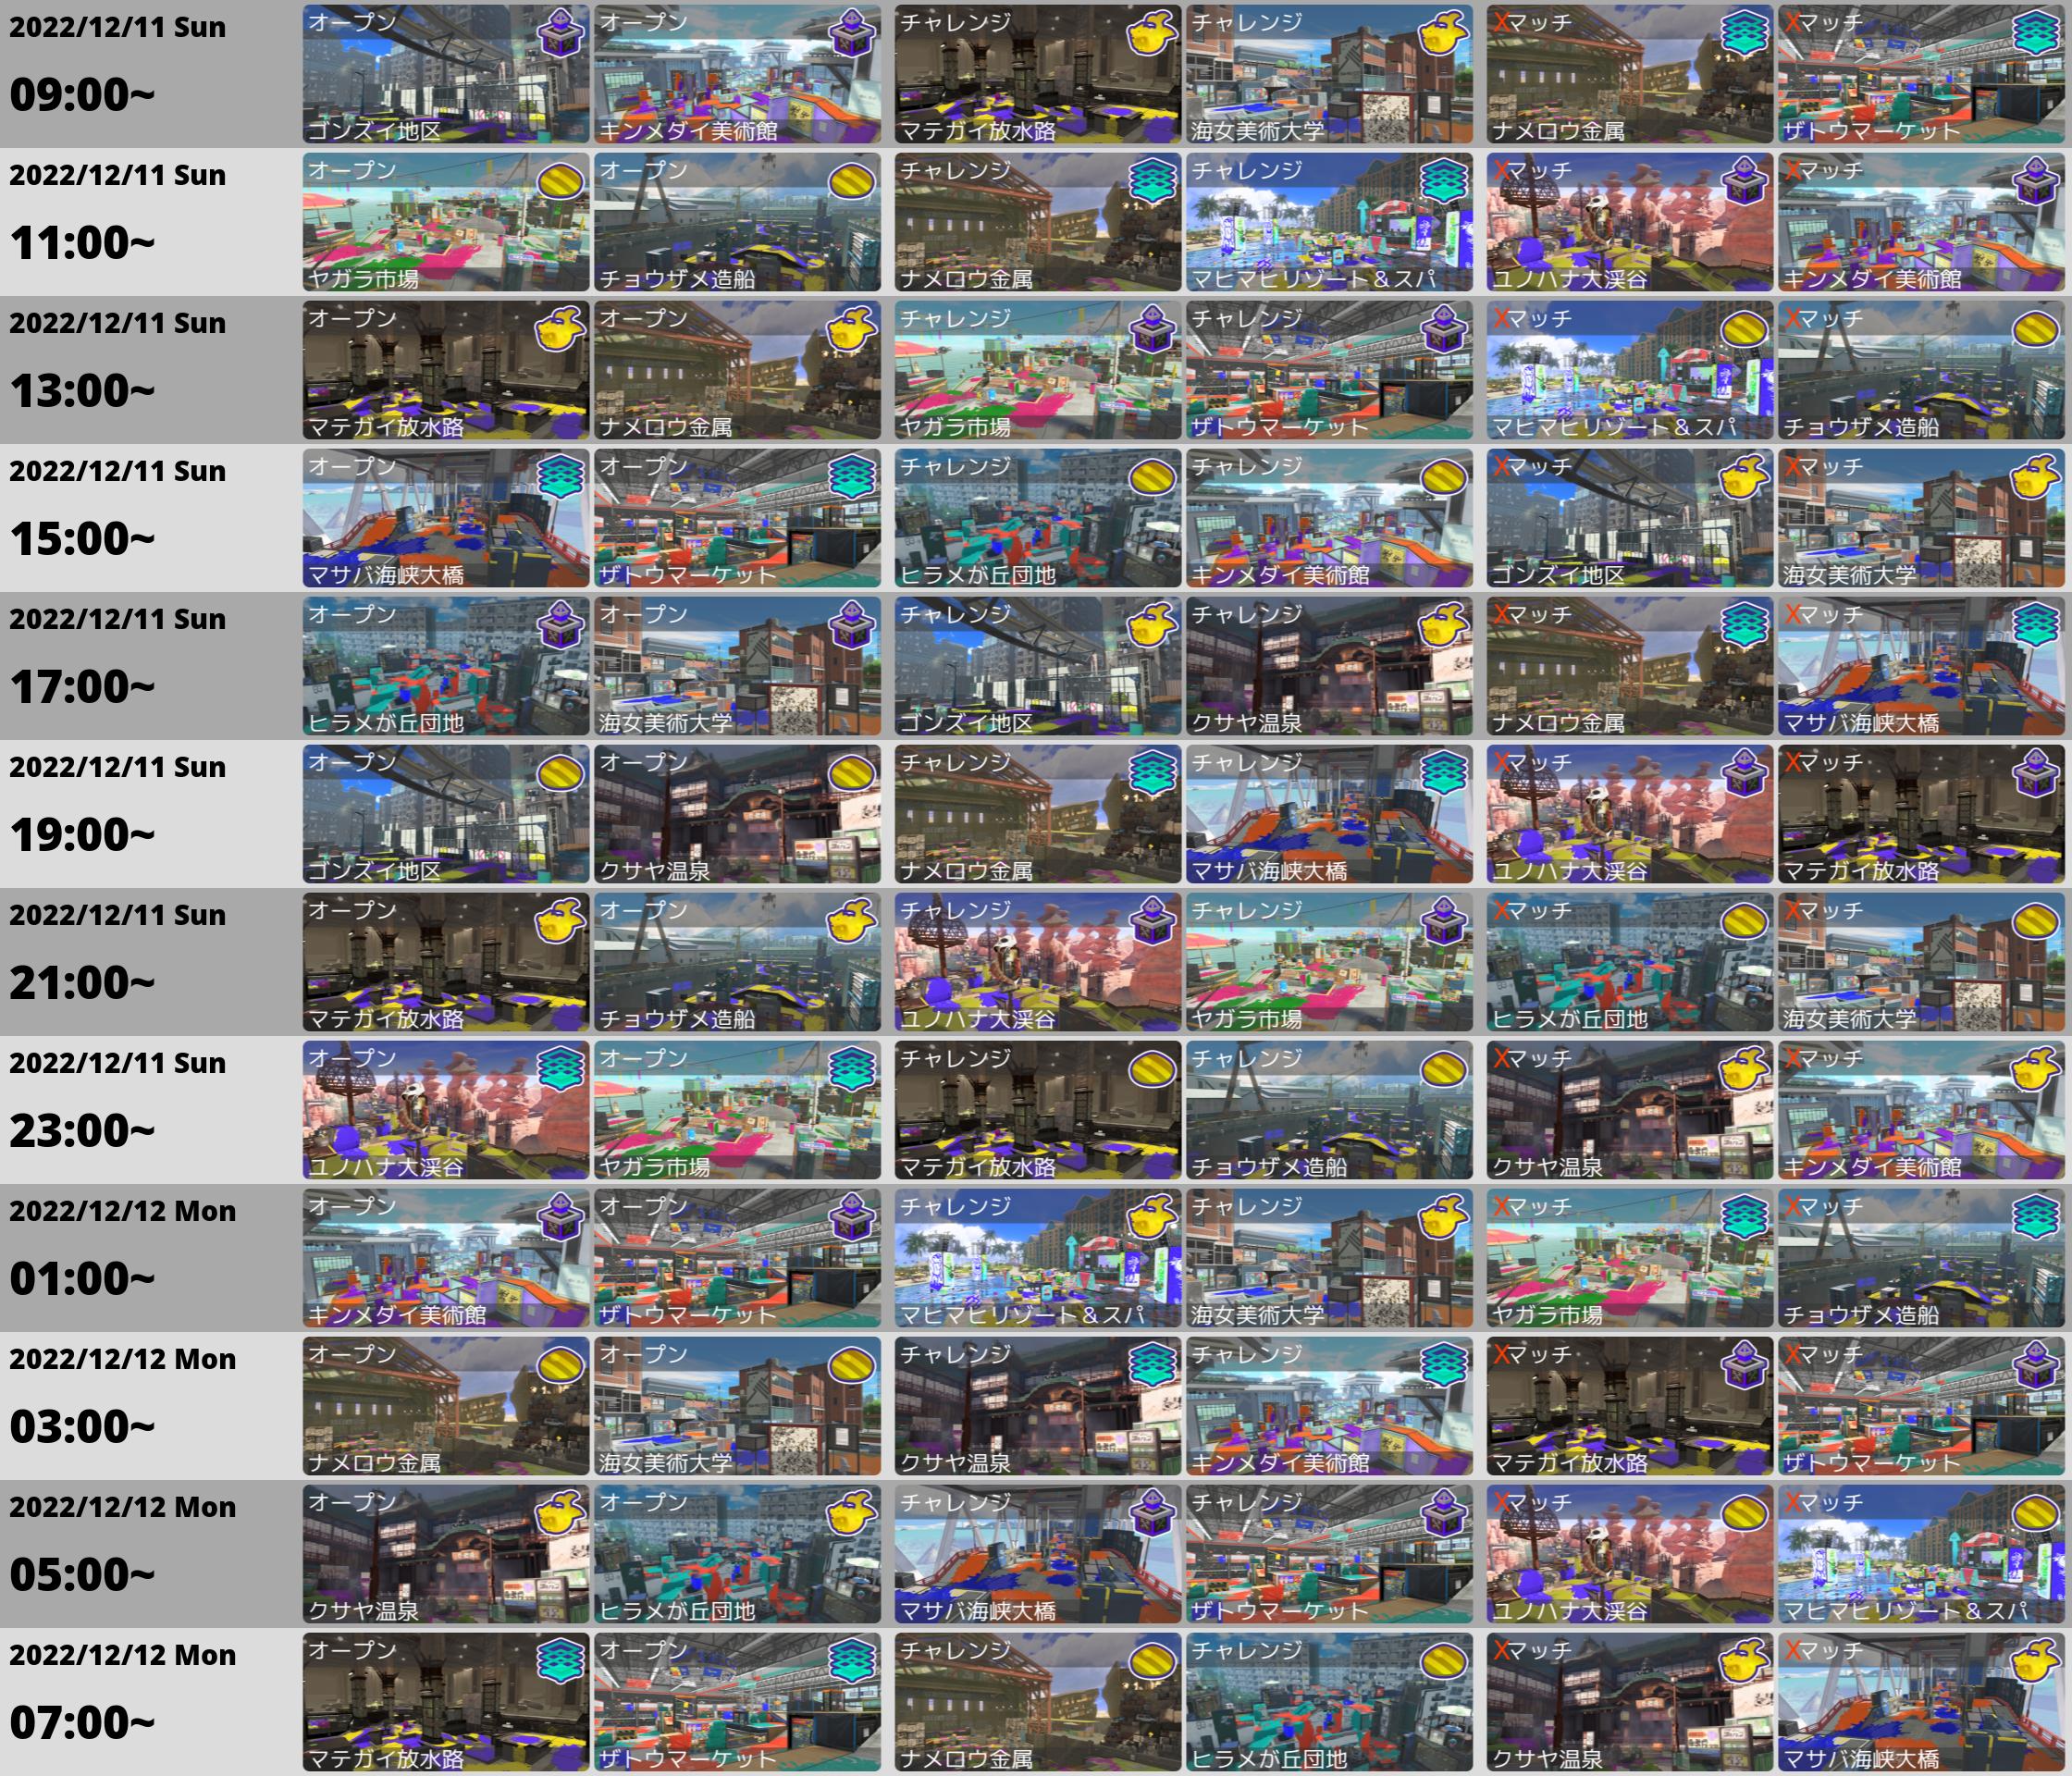 2022/12/11 Sun
09:00~
オープン
ゴンズイ地区
オープン
キンメダイ美術館
チャレンジ
マテガイ放水路
チャレンジ
海女美術大学
Xマッチ
ナメロウ金属
Xマッチ
ザトウマーケット
2022/12/11 Sun
11:00~
オープン
ヤガラ市場
オープン
チョウザメ造船
チャレンジ
ナメロウ金属
チャレンジ
マヒマヒリゾート＆スパ
Xマッチ
ユノハナ大渓谷
Xマッチ
キンメダイ美術館
2022/12/11 Sun
13:00~
オープン
マテガイ放水路
オープン
ナメロウ金属
チャレンジ
ヤガラ市場
チャレンジ
ザトウマーケット
Xマッチ
マヒマヒリゾート＆スパ
Xマッチ
チョウザメ造船
2022/12/11 Sun
15:00~
オープン
マサバ海峡大橋
オープン
ザトウマーケット
チャレンジ
ヒラメが丘団地
チャレンジ
キンメダイ美術館
Xマッチ
ゴンズイ地区
Xマッチ
海女美術大学
2022/12/11 Sun
17:00~
オープン
ヒラメが丘団地
オープン
海女美術大学
チャレンジ
ゴンズイ地区
チャレンジ
クサヤ温泉
Xマッチ
ナメロウ金属
Xマッチ
マサバ海峡大橋
2022/12/11 Sun
19:00~
オープン
ゴンズイ地区
オープン
クサヤ温泉
チャレンジ
ナメロウ金属
チャレンジ
マサバ海峡大橋
Xマッチ
ユノハナ大渓谷
Xマッチ
マテガイ放水路
2022/12/11 Sun
21:00~
オープン
マテガイ放水路
オープン
チョウザメ造船
チャレンジ
ユノハナ大渓谷
チャレンジ
ヤガラ市場
Xマッチ
ヒラメが丘団地
Xマッチ
海女美術大学
2022/12/11 Sun
23:00~
オープン
ユノハナ大渓谷
オープン
ヤガラ市場
チャレンジ
マテガイ放水路
チャレンジ
チョウザメ造船
Xマッチ
クサヤ温泉
Xマッチ
キンメダイ美術館
2022/12/12 Mon
01:00~
オープン
キンメダイ美術館
オープン
ザトウマーケット
チャレンジ
マヒマヒリゾート＆スパ
チャレンジ
海女美術大学
Xマッチ
ヤガラ市場
Xマッチ
チョウザメ造船
2022/12/12 Mon
03:00~
オープン
ナメロウ金属
オープン
海女美術大学
チャレンジ
クサヤ温泉
チャレンジ
キンメダイ美術館
Xマッチ
マテガイ放水路
Xマッチ
ザトウマーケット
2022/12/12 Mon
05:00~
オープン
クサヤ温泉
オープン
ヒラメが丘団地
チャレンジ
マサバ海峡大橋
チャレンジ
ザトウマーケット
Xマッチ
ユノハナ大渓谷
Xマッチ
マヒマヒリゾート＆スパ
2022/12/12 Mon
07:00~
オープン
マテガイ放水路
オープン
ザトウマーケット
チャレンジ
ナメロウ金属
チャレンジ
ヒラメが丘団地
Xマッチ
クサヤ温泉
Xマッチ
マサバ海峡大橋